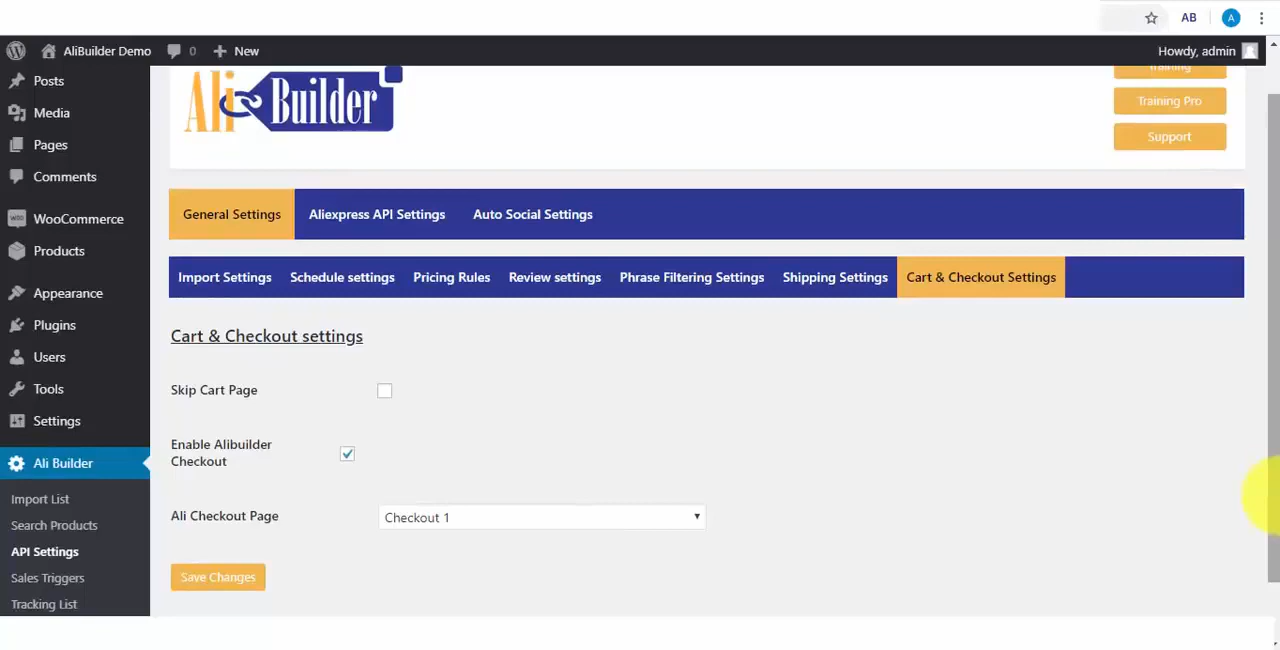 AB
A
AliBuilder Demo
0
New
Howdy, admin
Posts
Media
Pages
Comments
WooCommerce
Products
Appearance
Plugins
Users
Tools
Settings
Ali Builder
Import List
Search Products
API Settings
Sales Triggers
Tracking List
Ali Builder
Training
Training Pro
Support
General Settings
Aliexpress API Settings
Auto Social Settings
Import Settings
Schedule settings
Pricing Rules
Review settings
Phrase Filtering Settings
Shipping Settings
Cart & Checkout Settings
Cart & Checkout settings
Skip Cart Page
Enable Alibuilder
Checkout
Ali Checkout Page
Checkout 1
Save Changes